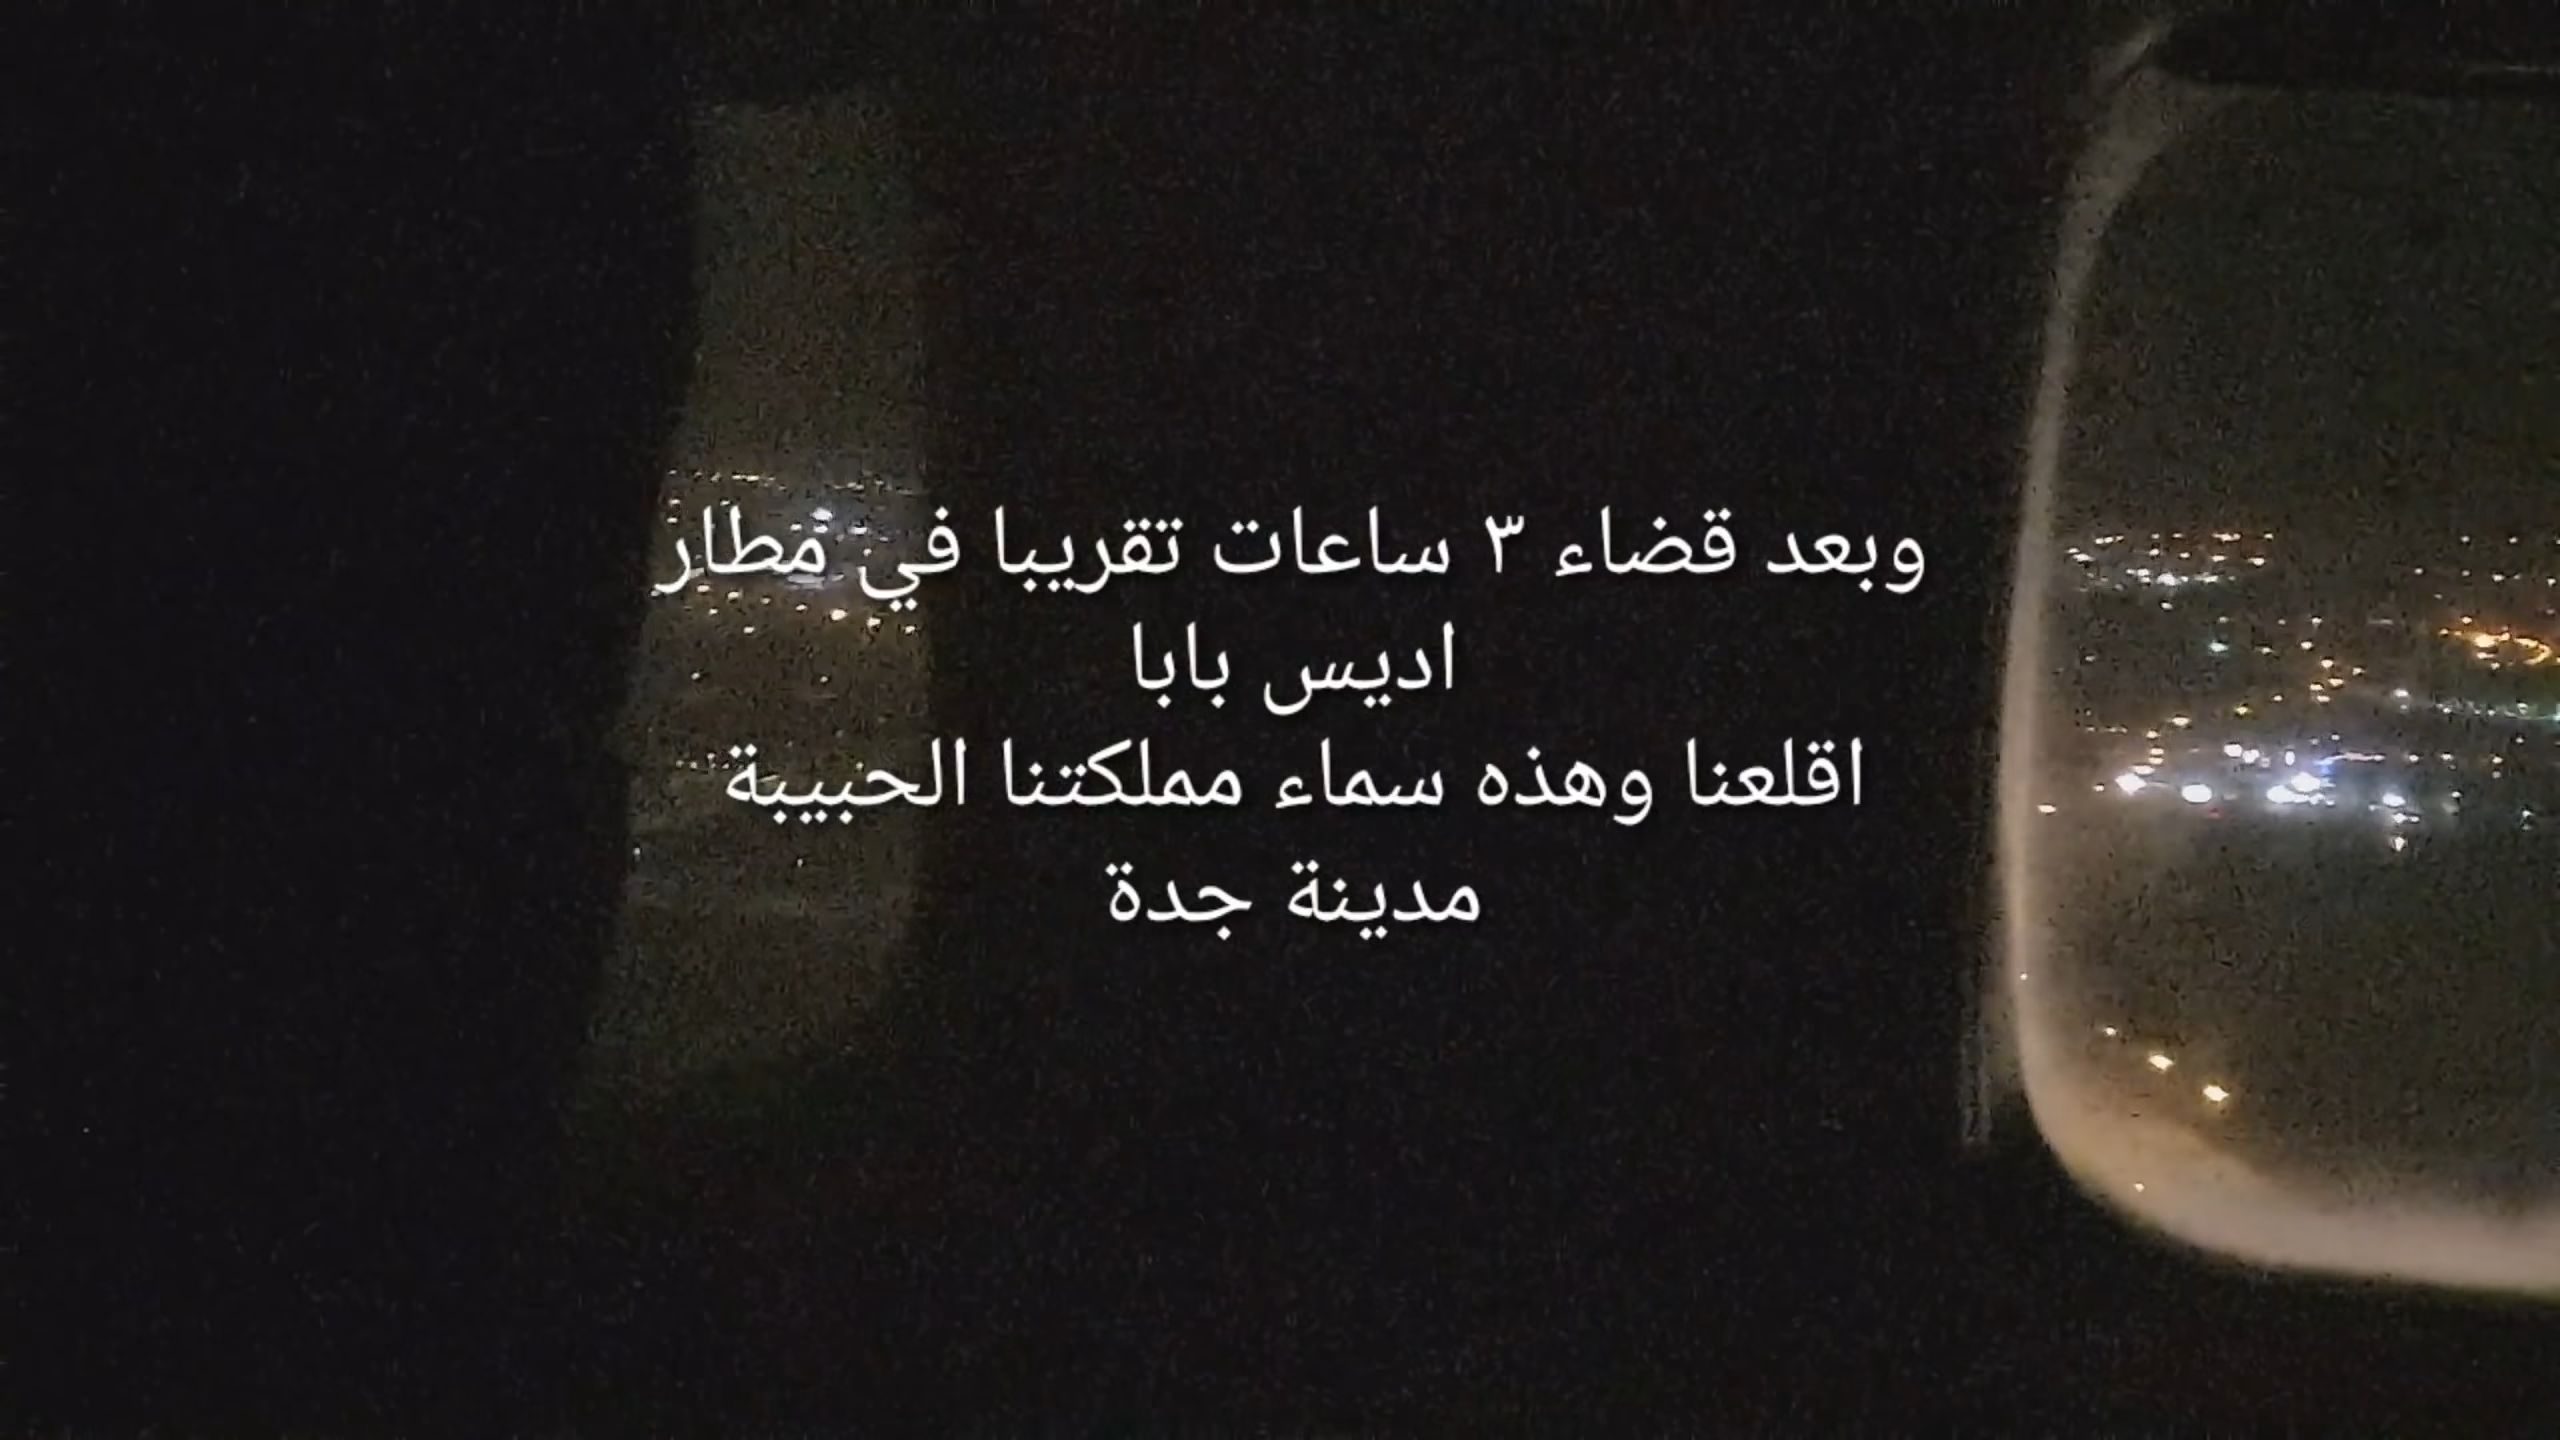 وبعد قضاء ٣ ساعات تقريبا في مطار
اديس بابا
اقلعنا وهذه سماء مملكتنا الحبيبة
مدينة جدة